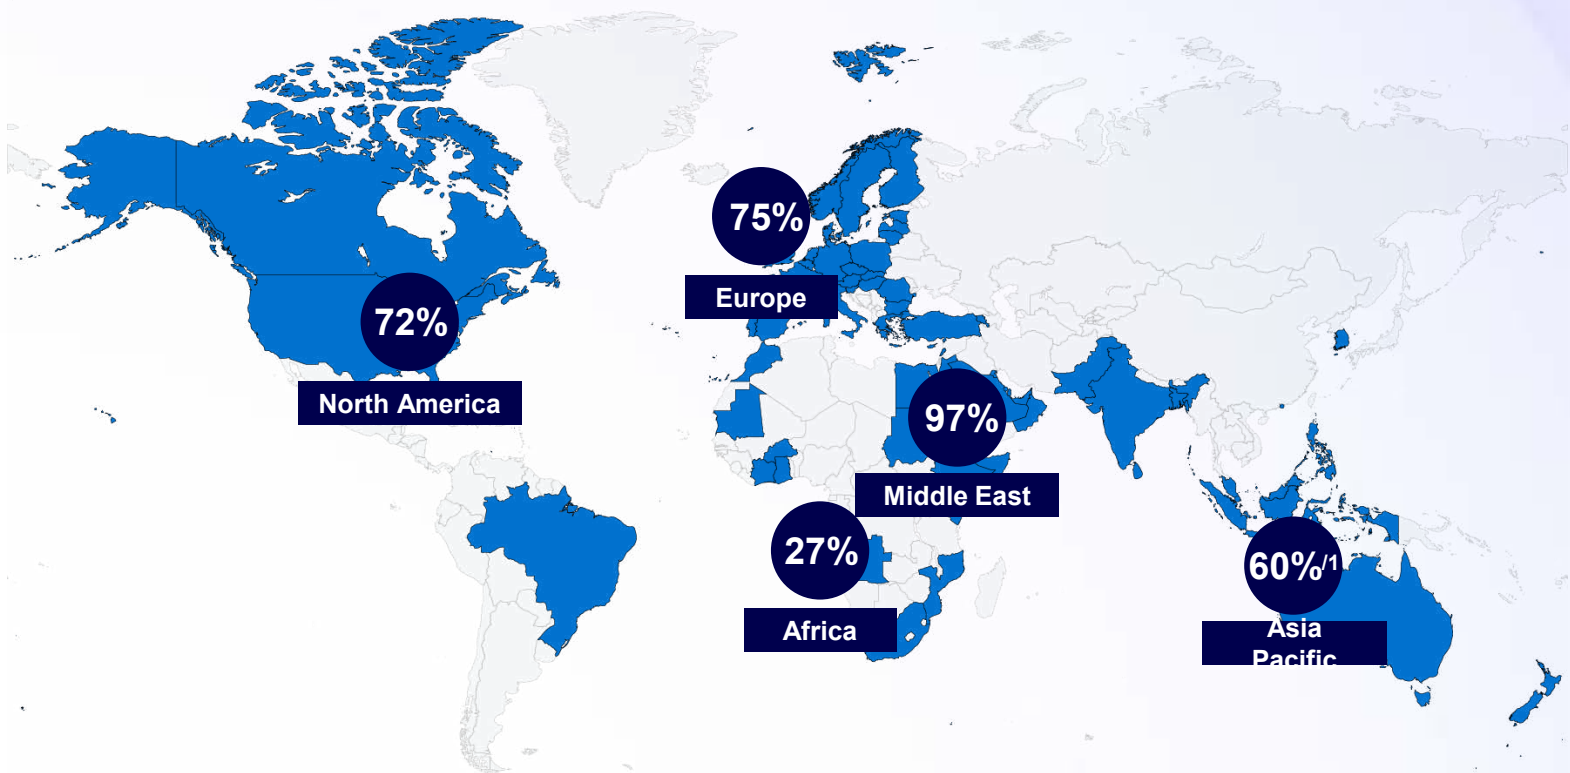 75%
Europe
72%
North America
97%
Middle East
27%
Africa
60%/1
Asia
Pacific